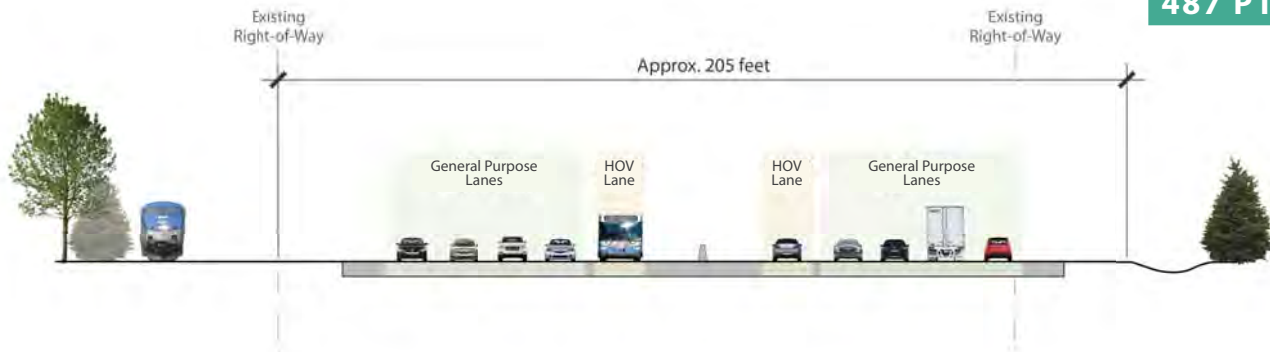 487
Existing
Right-of-Way
Existing
Right-of-Way
Approx. 205 feet
General Purpose
Lanes
HOV
Lane
HOV
Lane
General Purpose
Lanes